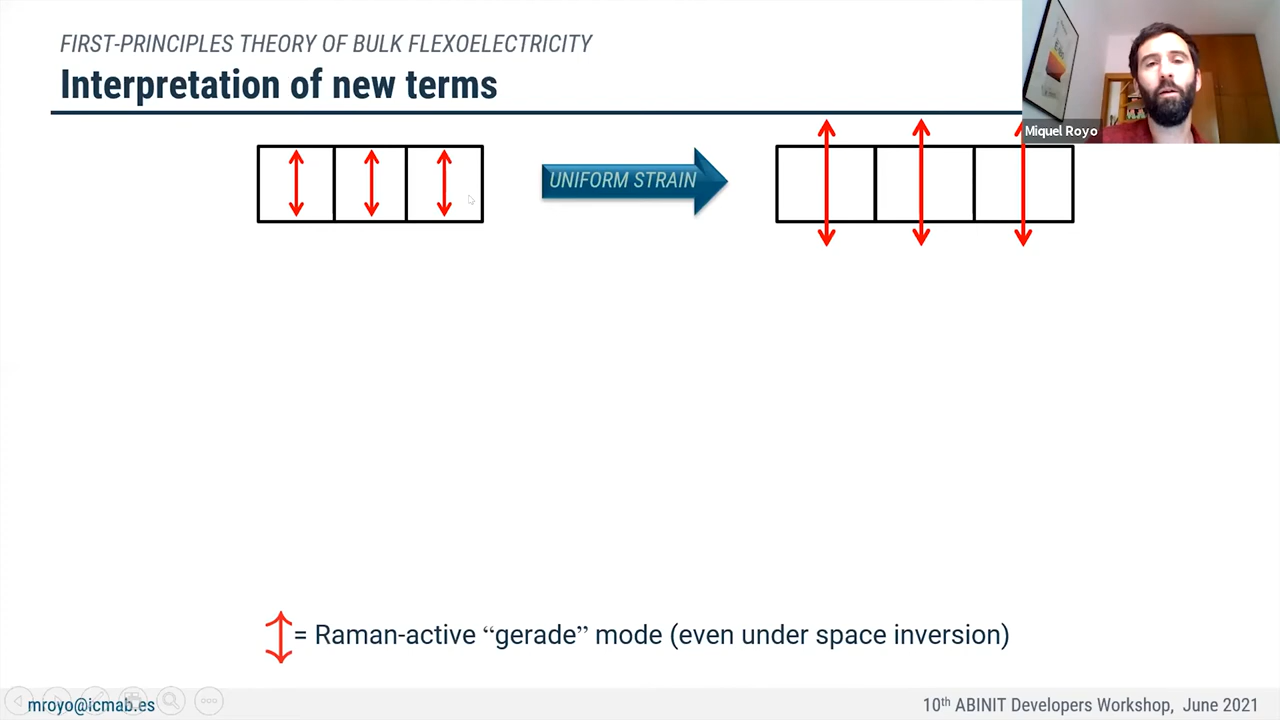 FIRST-PRINCIPLES THEORY OF BULK FLEXOELECTRICITY
Interpretation of new terms
Miquel Royo
UNIFORM STRAIN
= Raman-active “gerade” mode (even under space inversion)
mroyo@icmab.es
10th ABINIT Developers Workshop, June 2021